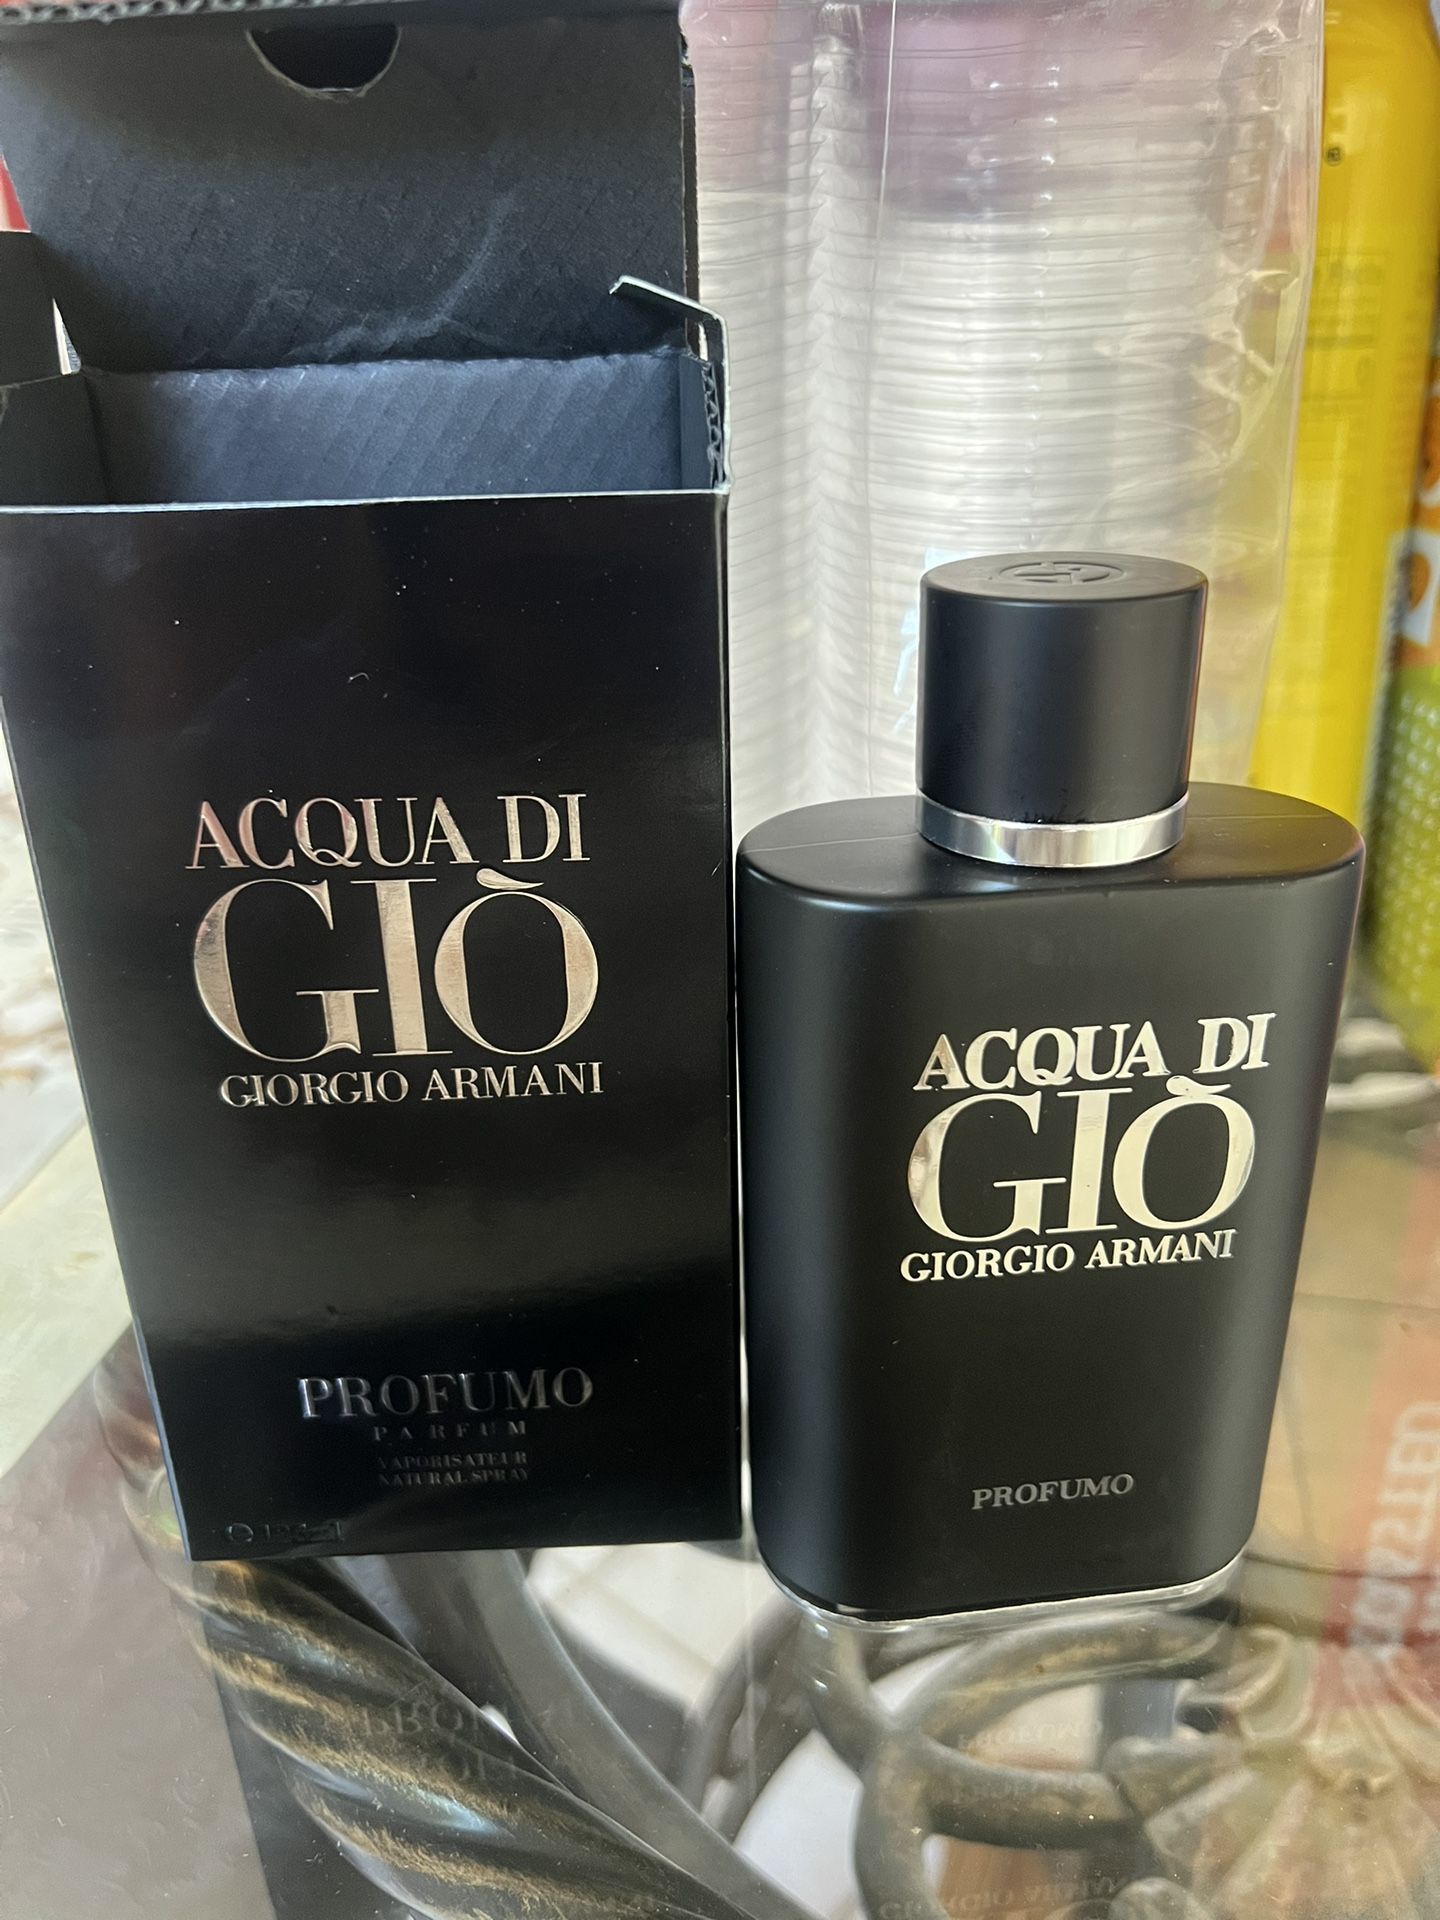 ACQUA DI
GIÒ
GIORGIO ARMANI
PROFUMO
PARFUM
VAPORISATEUR
NATURAL SPRAY
ACQUA DI
GIÒ
GIORGIO ARMANI
PROFUMO